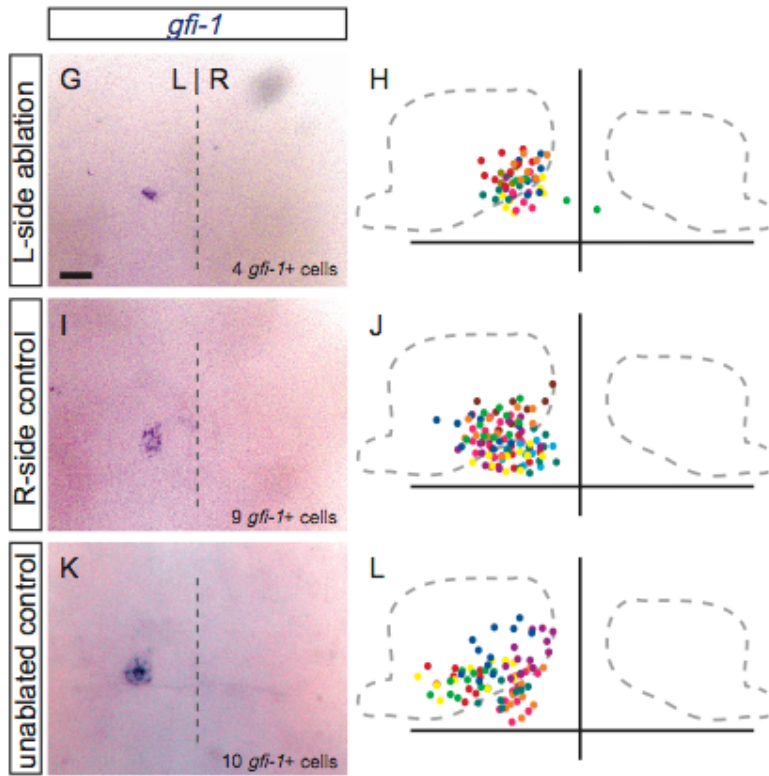 gfi-1
L-side ablation
G
L | R
4 gfi-1+ cells
H
R-side control
I
9 gfi-1+ cells
J
unablated control
K
10 gfi-1+ cells
L